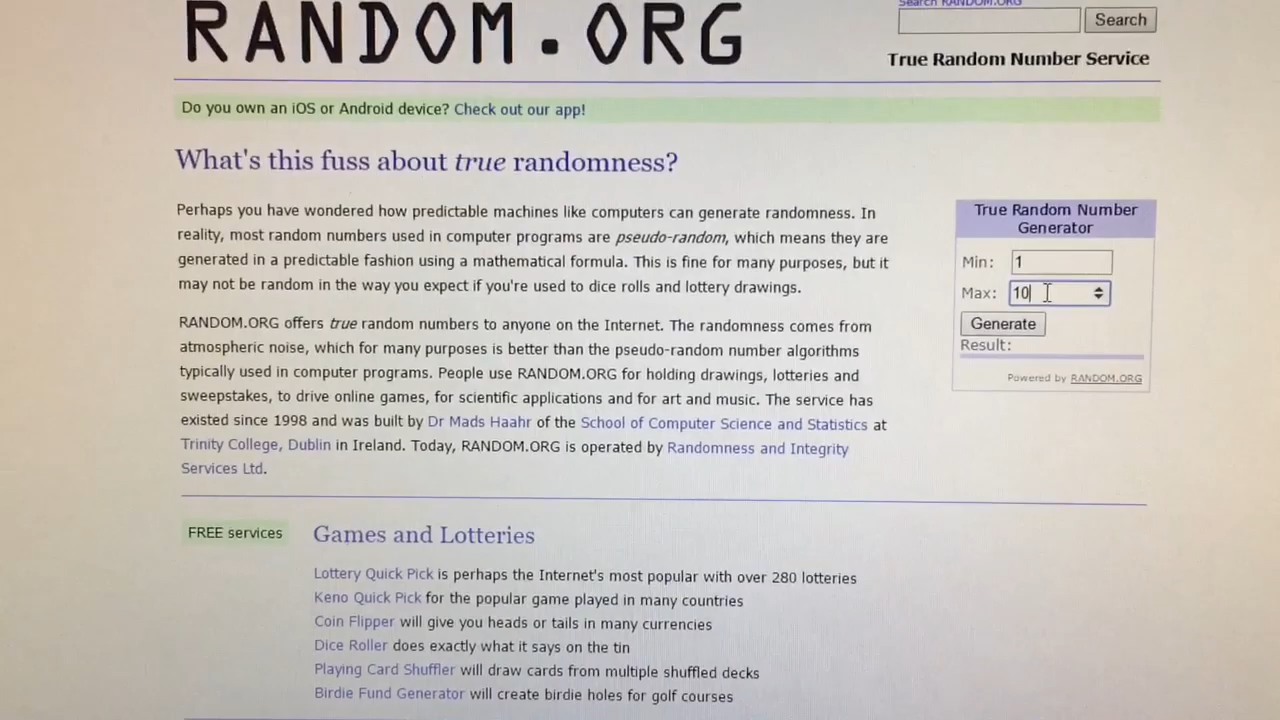 RANDOM.ORG
Search RANDOM.ORG
Search
True Random Number Service
Do you own an iOS or Android device? Check out our app!
What's this fuss about true randomness?
Perhaps you have wondered how predictable machines like computers can generate randomness. In
reality, most random numbers used in computer programs are pseudo-random, which means they are
generated in a predictable fashion using a mathematical formula. This is fine for many purposes, but it
may not be random in the way you expect if you're used to dice rolls and lottery drawings.
RANDOM.ORG offers true random numbers to anyone on the Internet. The randomness comes from
atmospheric noise, which for many purposes is better than the pseudo-random number algorithms
typically used in computer programs. People use RANDOM.ORG for holding drawings, lotteries and
sweepstakes, to drive online games, for scientific applications and for art and music. The service has
existed since 1998 and was built by Dr Mads Haahr of the School of Computer Science and Statistics at
Trinity College, Dublin in Ireland. Today, RANDOM.ORG is operated by Randomness and Integrity
Services Ltd.
True Random Number
Generator
Min: 1
Max: 10
Generate
Result:
Powered by RANDOM.ORG
FREE services
Games and Lotteries
Lottery Quick Pick is perhaps the Internet's most popular with over 280 lotteries
Keno Quick Pick for the popular game played in many countries
Coin Flipper will give you heads or tails in many currencies
Dice Roller does exactly what it says on the tin
Playing Card Shuffler will draw cards from multiple shuffled decks
Birdie Fund Generator will create birdie holes for golf courses